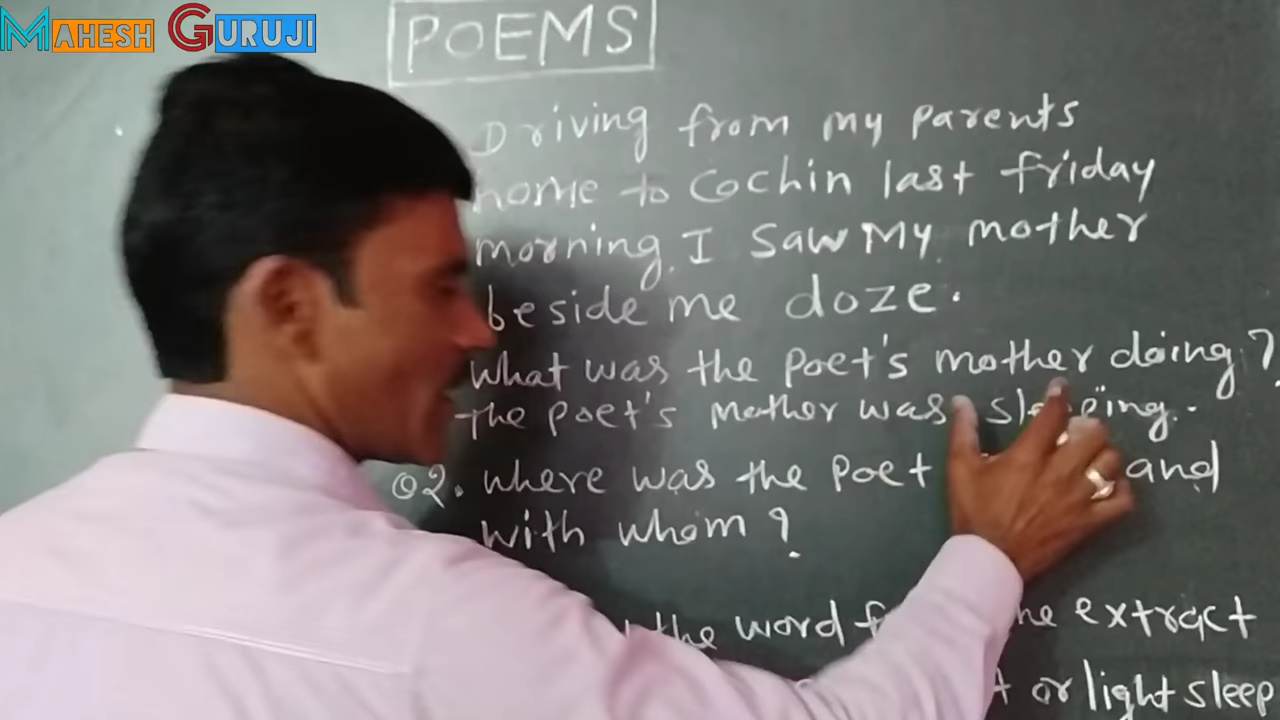 MAHESH GURUJI
POEMS
Driving from my parents
home to Cochin last friday
morning, I saw My mother
beside me doze.
What was the poet's mother doing?
The poet's mother was sleeping.
Q2. where was the poet and
with whom?
the word the extract
or light sleep